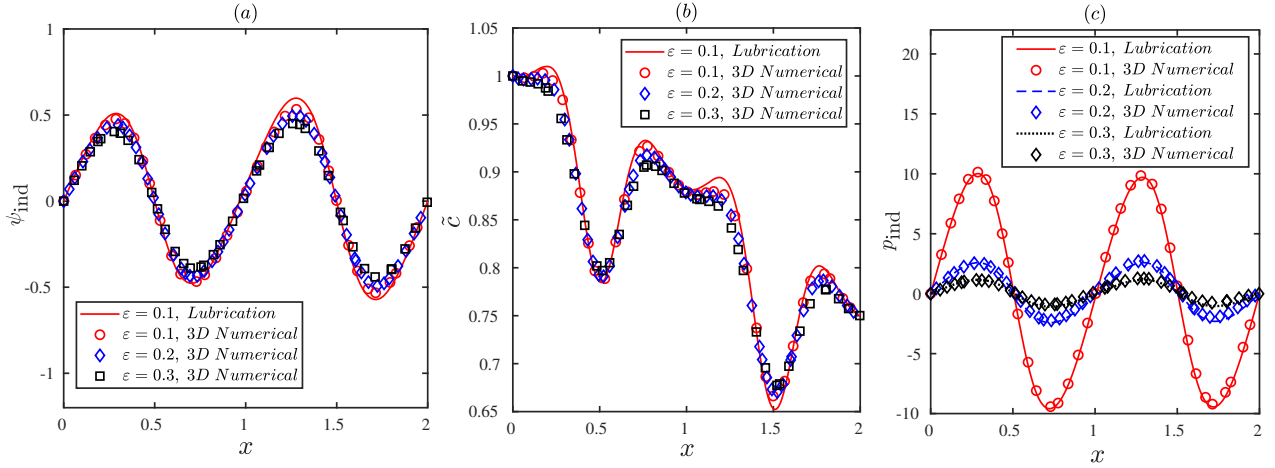 (a)
1
0.5
0
-0.5
-1
ψind
0
0.5
1
1.5
2
x
ε = 0.1, Lubrication
ε = 0.1, 3D Numerical
ε = 0.2, 3D Numerical
ε = 0.3, 3D Numerical
(b)
1.05
1
0.95
0.9
0.85
0.8
0.75
0.7
0.65
c̃
0
0.5
1
1.5
2
x
ε = 0.1, Lubrication
ε = 0.1, 3D Numerical
ε = 0.2, 3D Numerical
ε = 0.3, 3D Numerical
(c)
20
15
10
5
0
-5
-10
pind
0
0.5
1
1.5
2
x
ε = 0.1, Lubrication
ε = 0.1, 3D Numerical
ε = 0.2, Lubrication
ε = 0.2, 3D Numerical
ε = 0.3, Lubrication
ε = 0.3, 3D Numerical